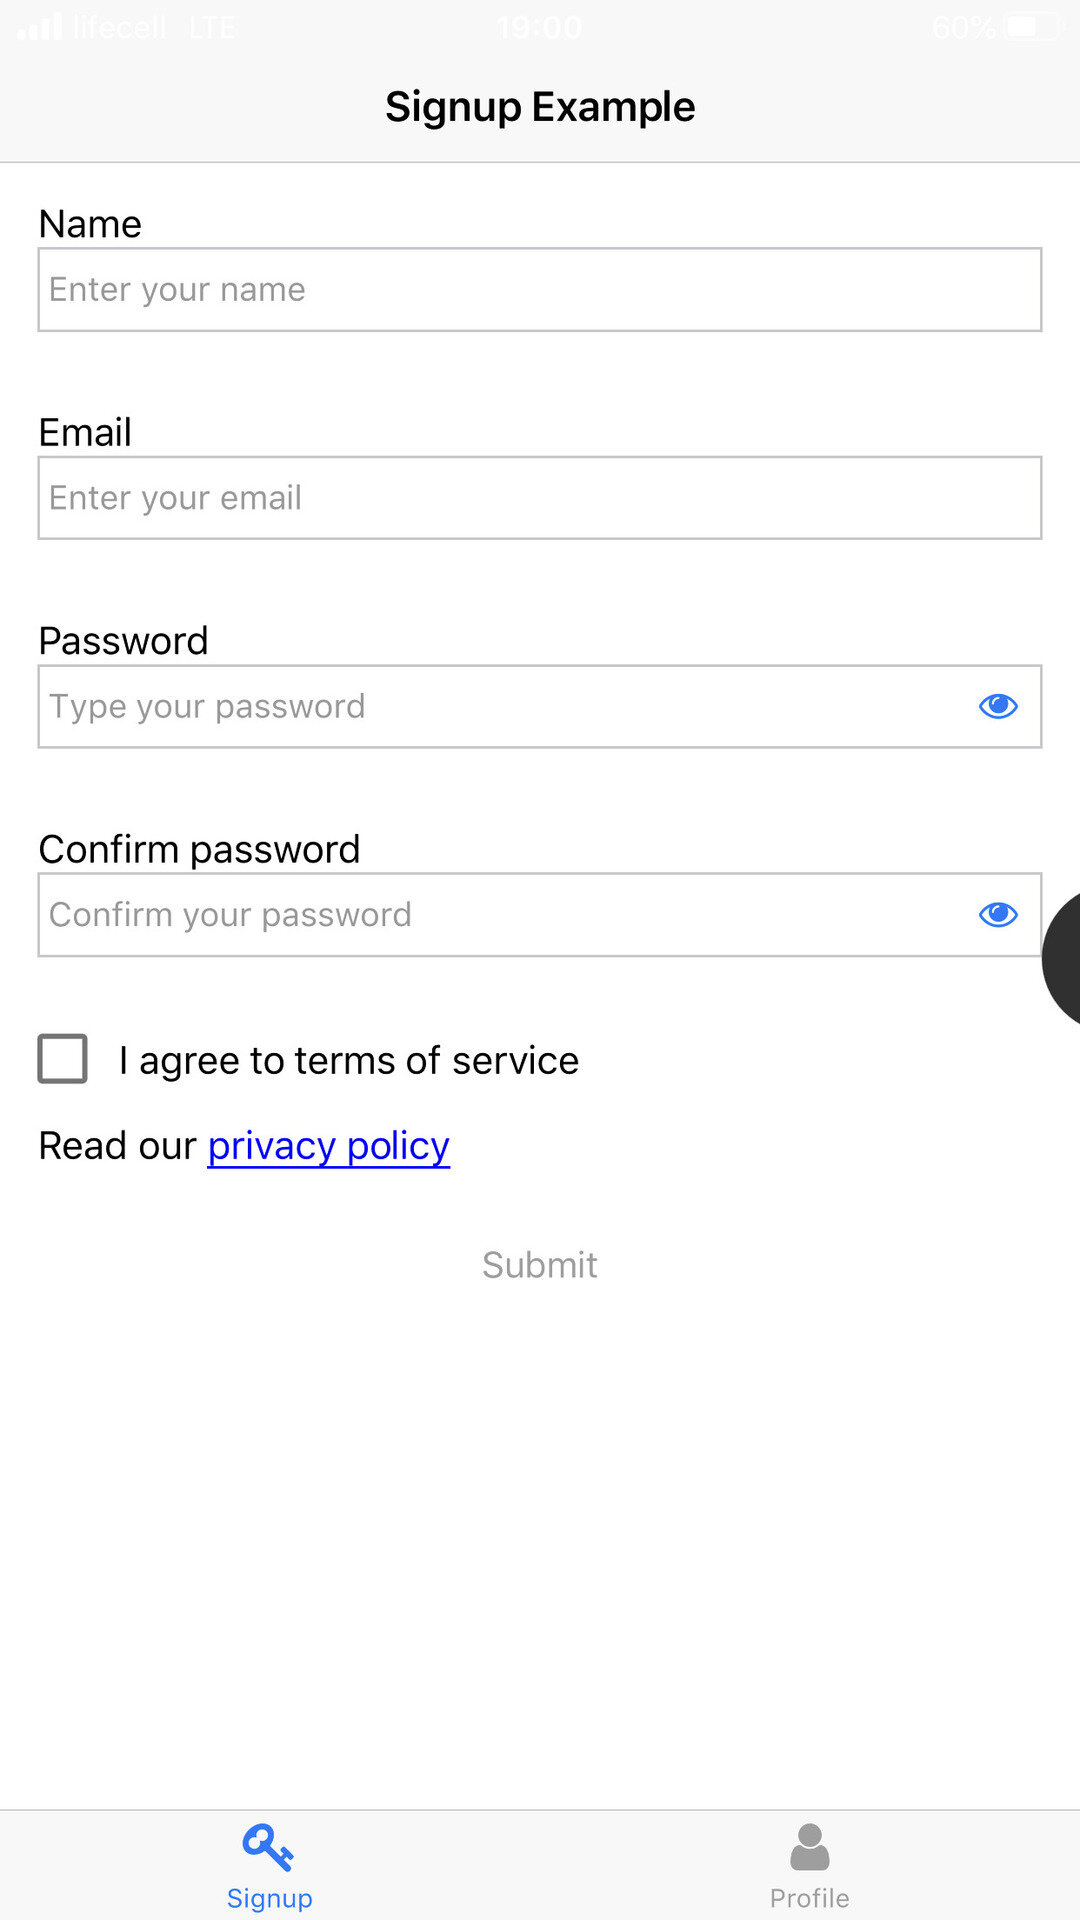 lifecell LTE 19:00 60%
Signup Example
Name
Enter your name
Email
Enter your email
Password
Type your password
Confirm password
Confirm your password
I agree to terms of service
Read our privacy policy
Submit
Signup Profile